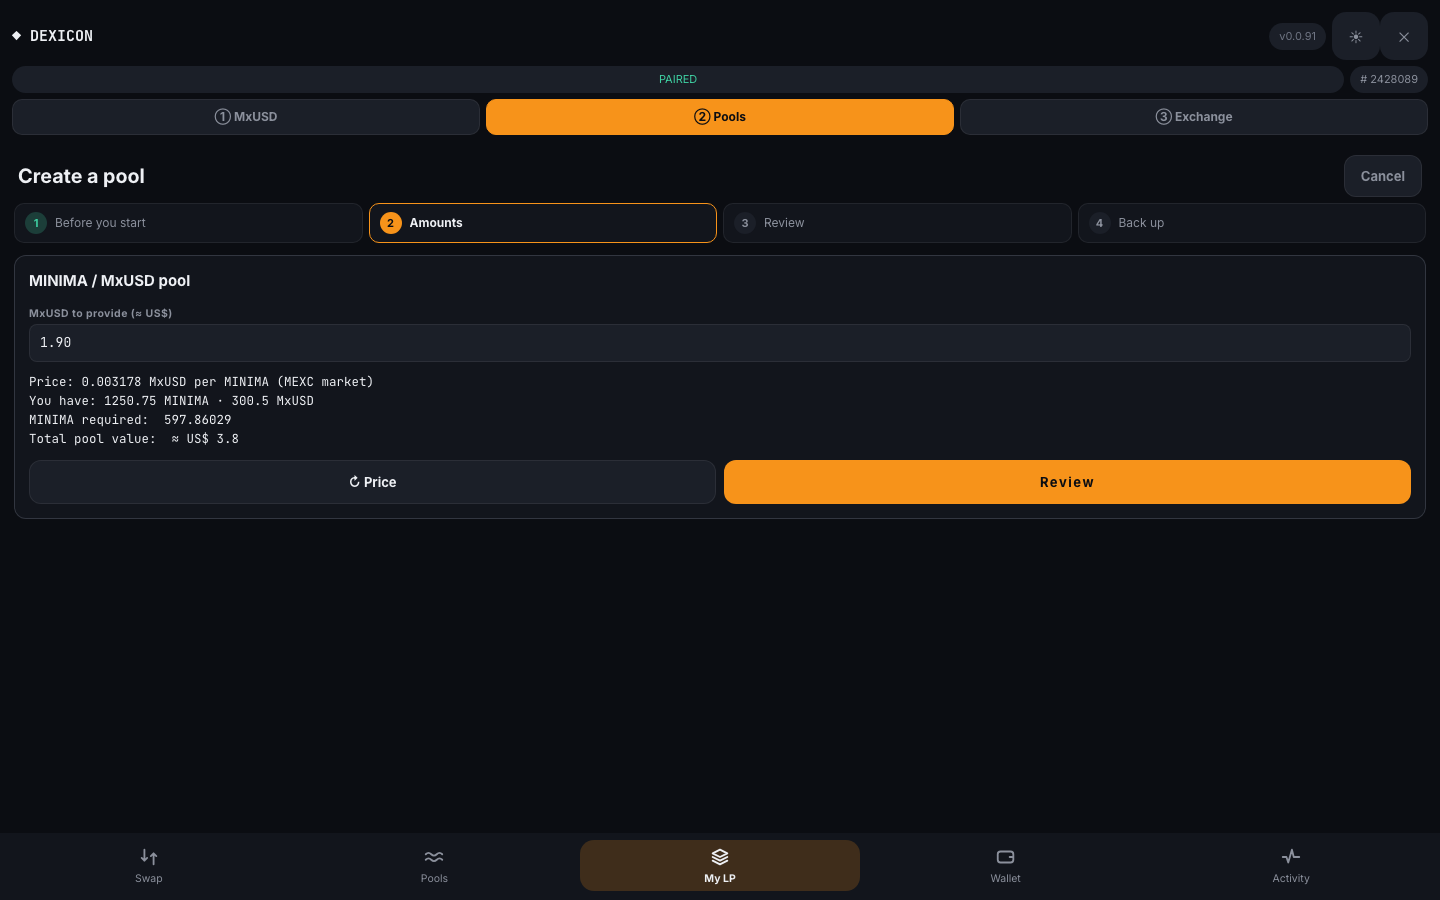 ◆ DEXICON
v0.0.91
PAIRED
# 2428089
① MxUSD
② Pools
③ Exchange
Create a pool
Cancel
1 Before you start
2 Amounts
3 Review
4 Back up
MINIMA / MxUSD pool
MxUSD to provide (≈ US$)
1.90
Price: 0.003178 MxUSD per MINIMA (MEXC market)
You have: 1250.75 MINIMA · 300.5 MxUSD
MINIMA required: 597.86029
Total pool value: ≈ US$ 3.8
↻ Price
Review
Swap
Pools
My LP
Wallet
Activity